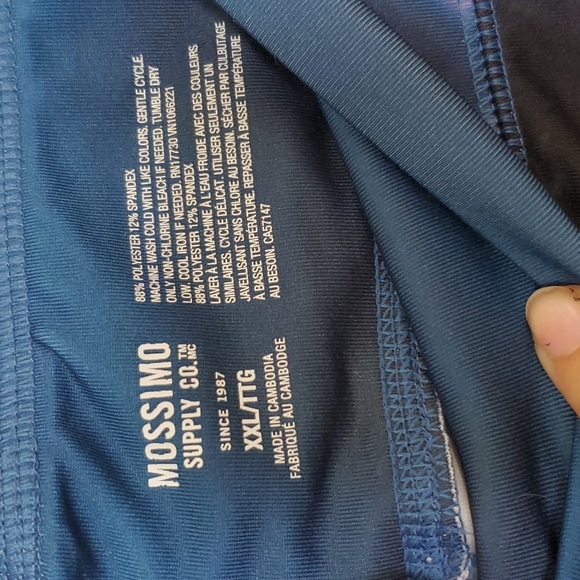 MOSSIMO
SUPPLY CO.™ MC
SINCE 1987
XXL/TTG
MADE IN CAMBODIA
FABRIQUÉ AU CAMBODGE
88% POLYESTER 12% SPANDEX
MACHINE WASH COLD WITH LIKE COLORS, GENTLE CYCLE.
ONLY NON-CHLORINE BLEACH IF NEEDED. TUMBLE DRY
LOW. COOL IRON IF NEEDED. RN17730 VN1066221
88% POLYESTER 12% SPANDEX
LAVER À LA MACHINE À L'EAU FROIDE AVEC DES COULEURS
SIMILAIRES, CYCLE DÉLICAT. UTILISER SEULEMENT UN
JAVELLISANT SANS CHLORE AU BESOIN. SÉCHER PAR CULBUTAGE
À BASSE TEMPÉRATURE. REPASSER À BASSE TEMPÉRATURE
AU BESOIN. CA57147